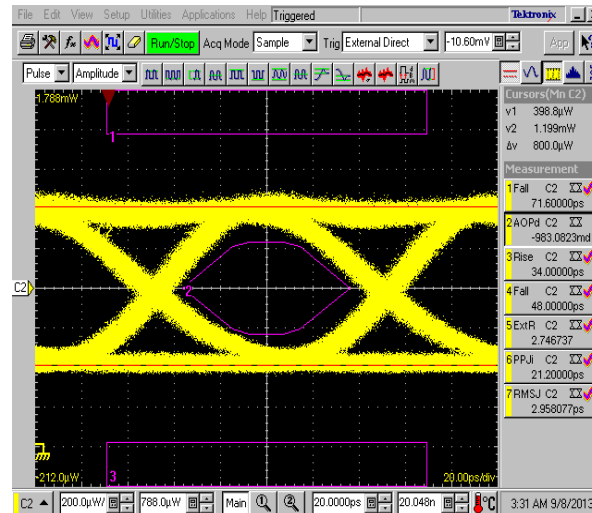 File Edit View Setup Utilities Applications Help Triggered Tektronix
Run/Stop Acq Mode Sample Trig External Direct -10.60mV App
Pulse Amplitude
1.788mW
1
2
3
C2
-212.0µW
20.00ps/div
Cursors(Mn C2)
v1 398.8µW
v2 1.199mW
Δv 800.0µW
Measurement
1 Fall C2
71.60000ps
2 AOPd C2
-983.0823md
3 Rise C2
34.00000ps
4 Fall C2
48.00000ps
5 ExtR C2
2.746737
6 PPJi C2
21.20000ps
7 RMSJ C2
2.958077ps
C2 200.0µW/ 788.0µW Main 20.0000ps 20.048n °C 3:31 AM 9/8/2013